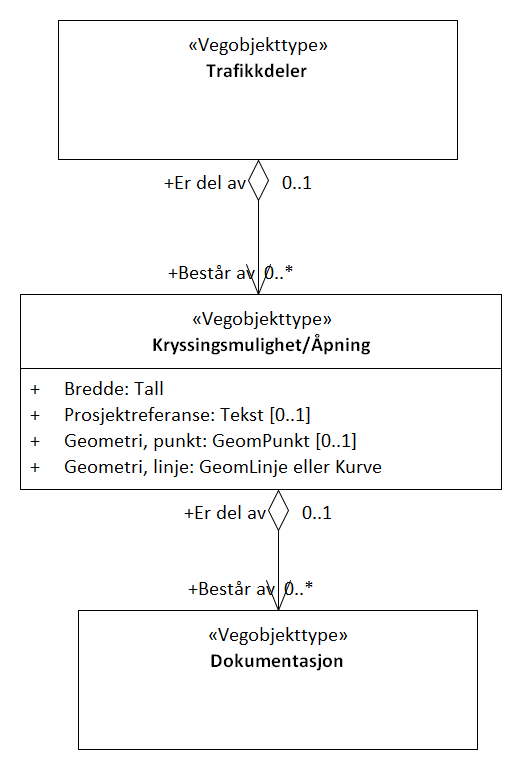 «Vegobjekttype»
Trafikkdeler
+Er del av 0..1
+Består av 0..*
«Vegobjekttype»
Kryssingsmulighet/Åpning
+ Bredde: Tall
+ Prosjektreferanse: Tekst [0..1]
+ Geometri, punkt: GeomPunkt [0..1]
+ Geometri, linje: GeomLinje eller Kurve
+Er del av 0..1
+Består av 0..*
«Vegobjekttype»
Dokumentasjon